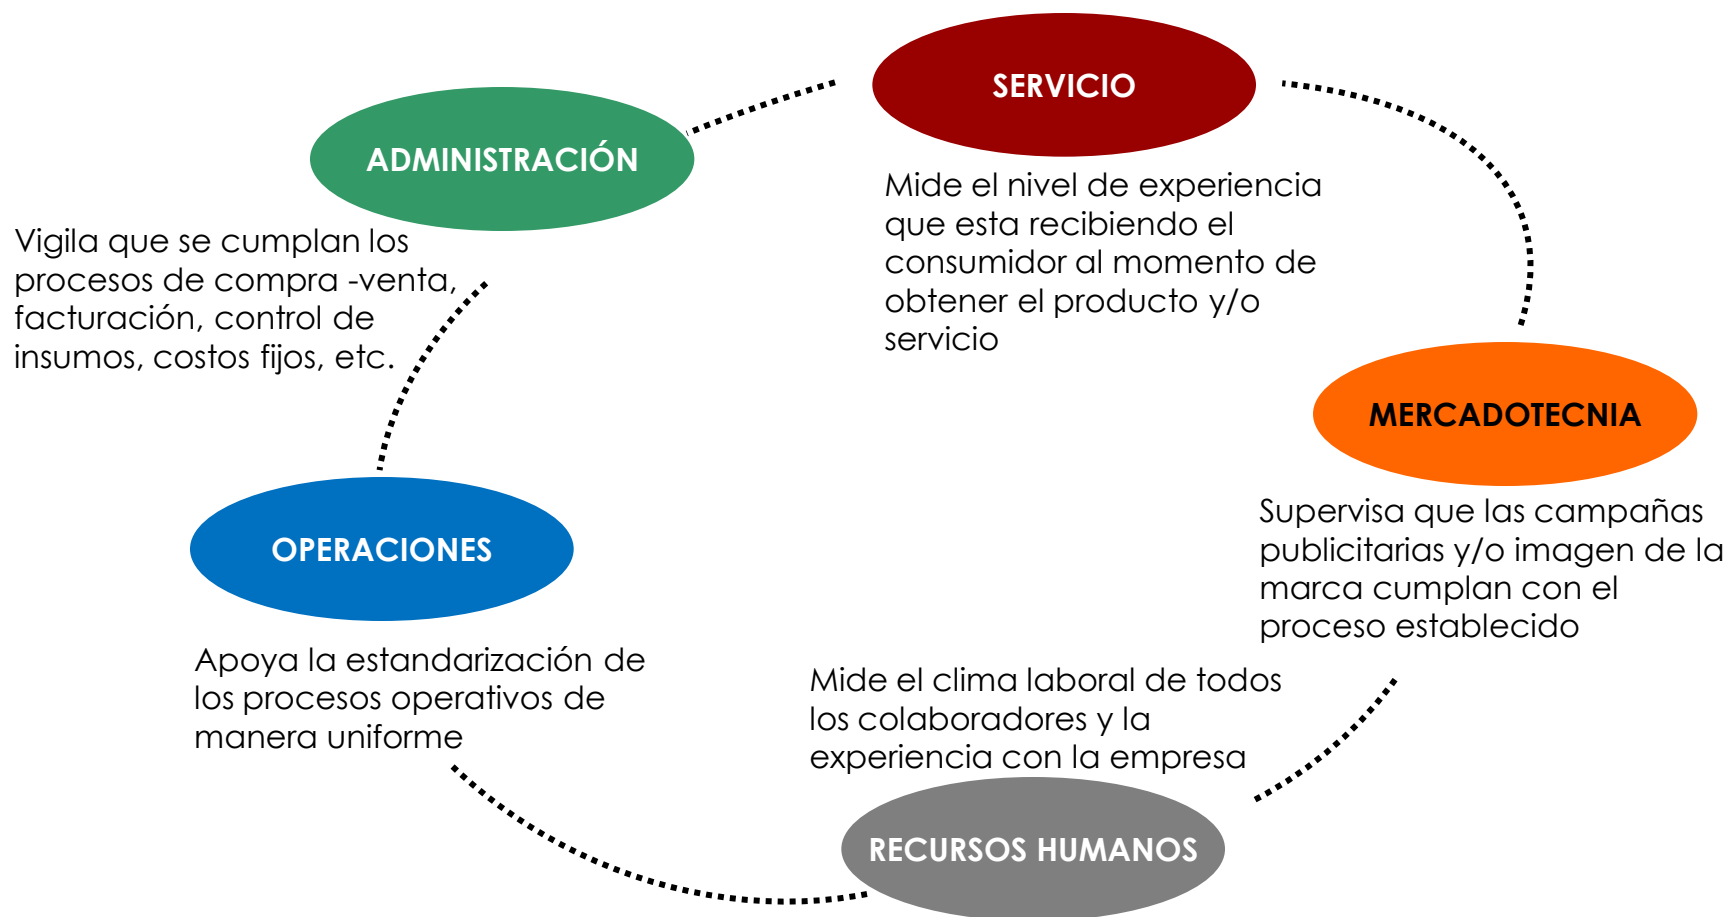 SERVICIO
Mide el nivel de experiencia
que esta recibiendo el
consumidor al momento de
obtener el producto y/o
servicio
MERCADOTECNIA
Supervisa que las campañas
publicitarias y/o imagen de la
marca cumplan con el
proceso establecido
Mide el clima laboral de todos
los colaboradores y la
experiencia con la empresa
RECURSOS HUMANOS
OPERACIONES
Apoya la estandarización de
los procesos operativos de
manera uniforme
ADMINISTRACIÓN
Vigila que se cumplan los
procesos de compra -venta,
facturación, control de
insumos, costos fijos, etc.